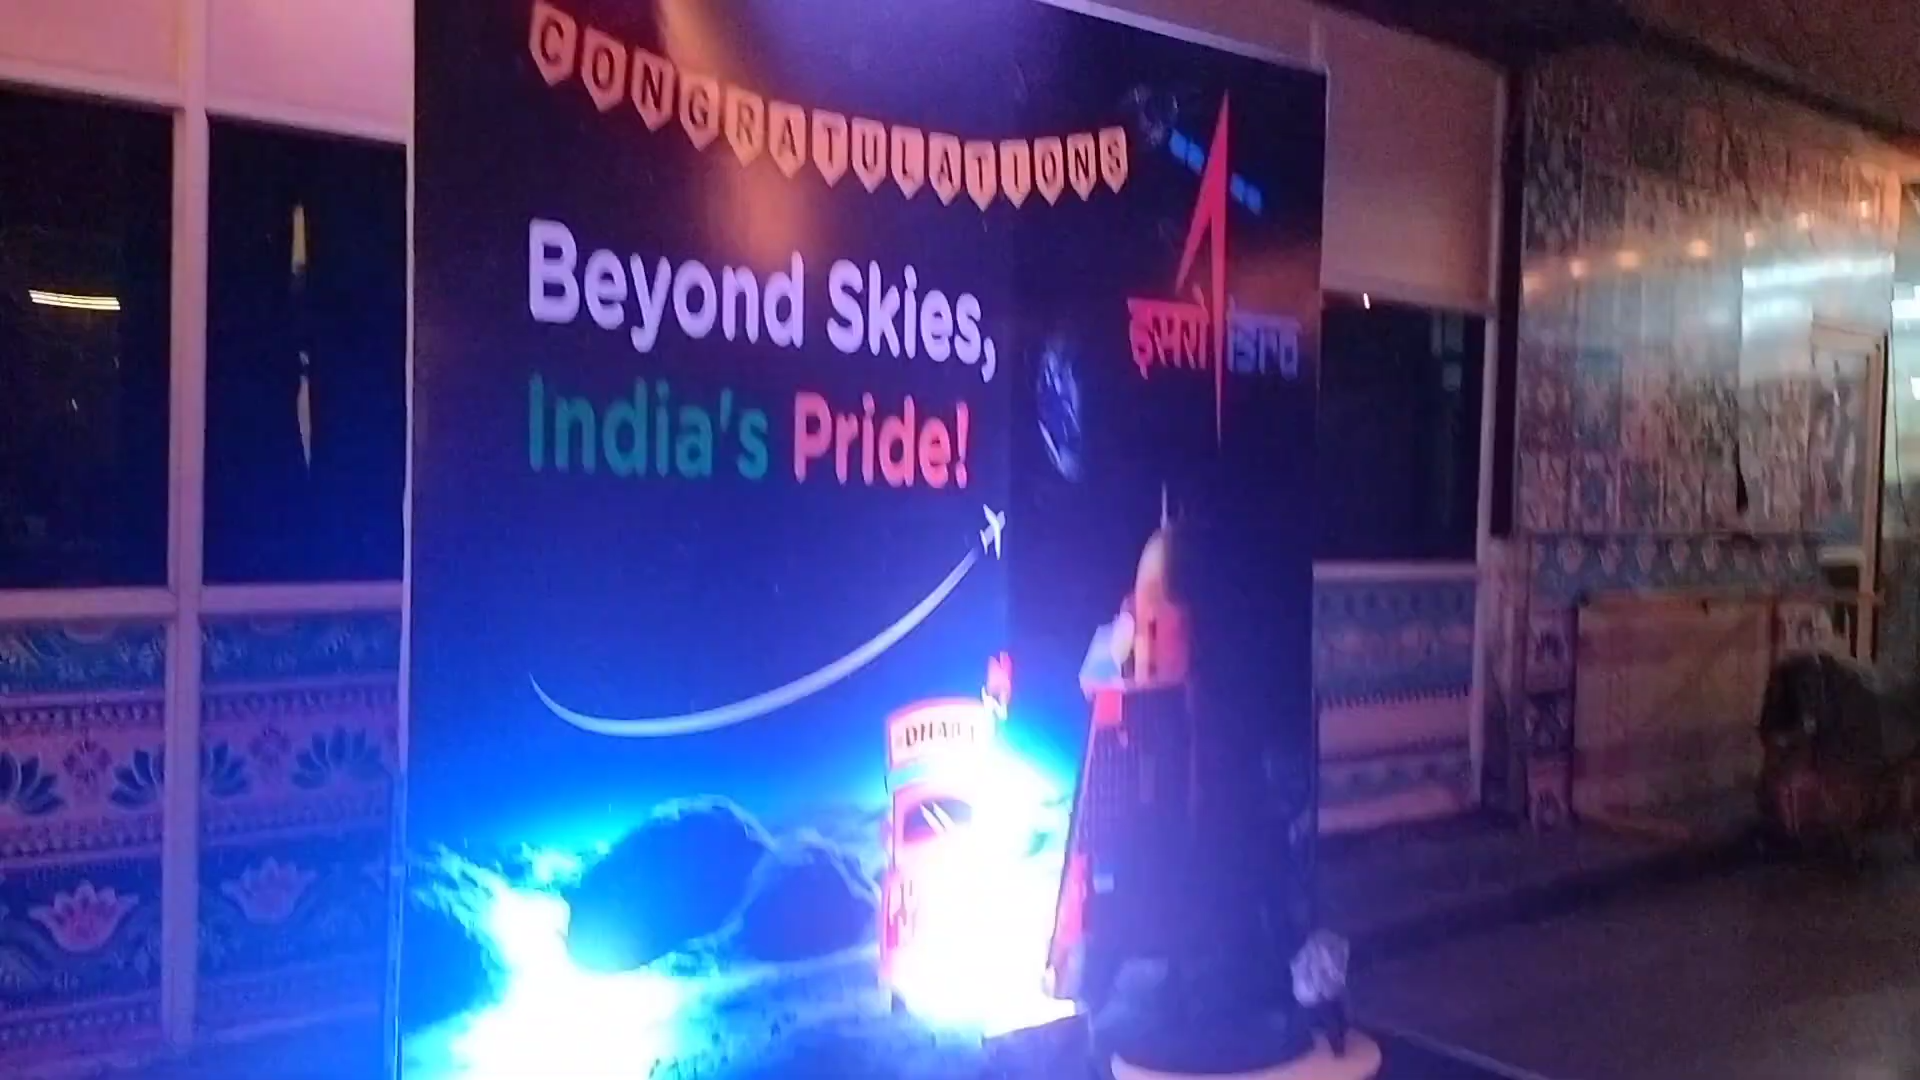 CONGRATULATIONS
Beyond Skies,
India's Pride!
इसरो isro